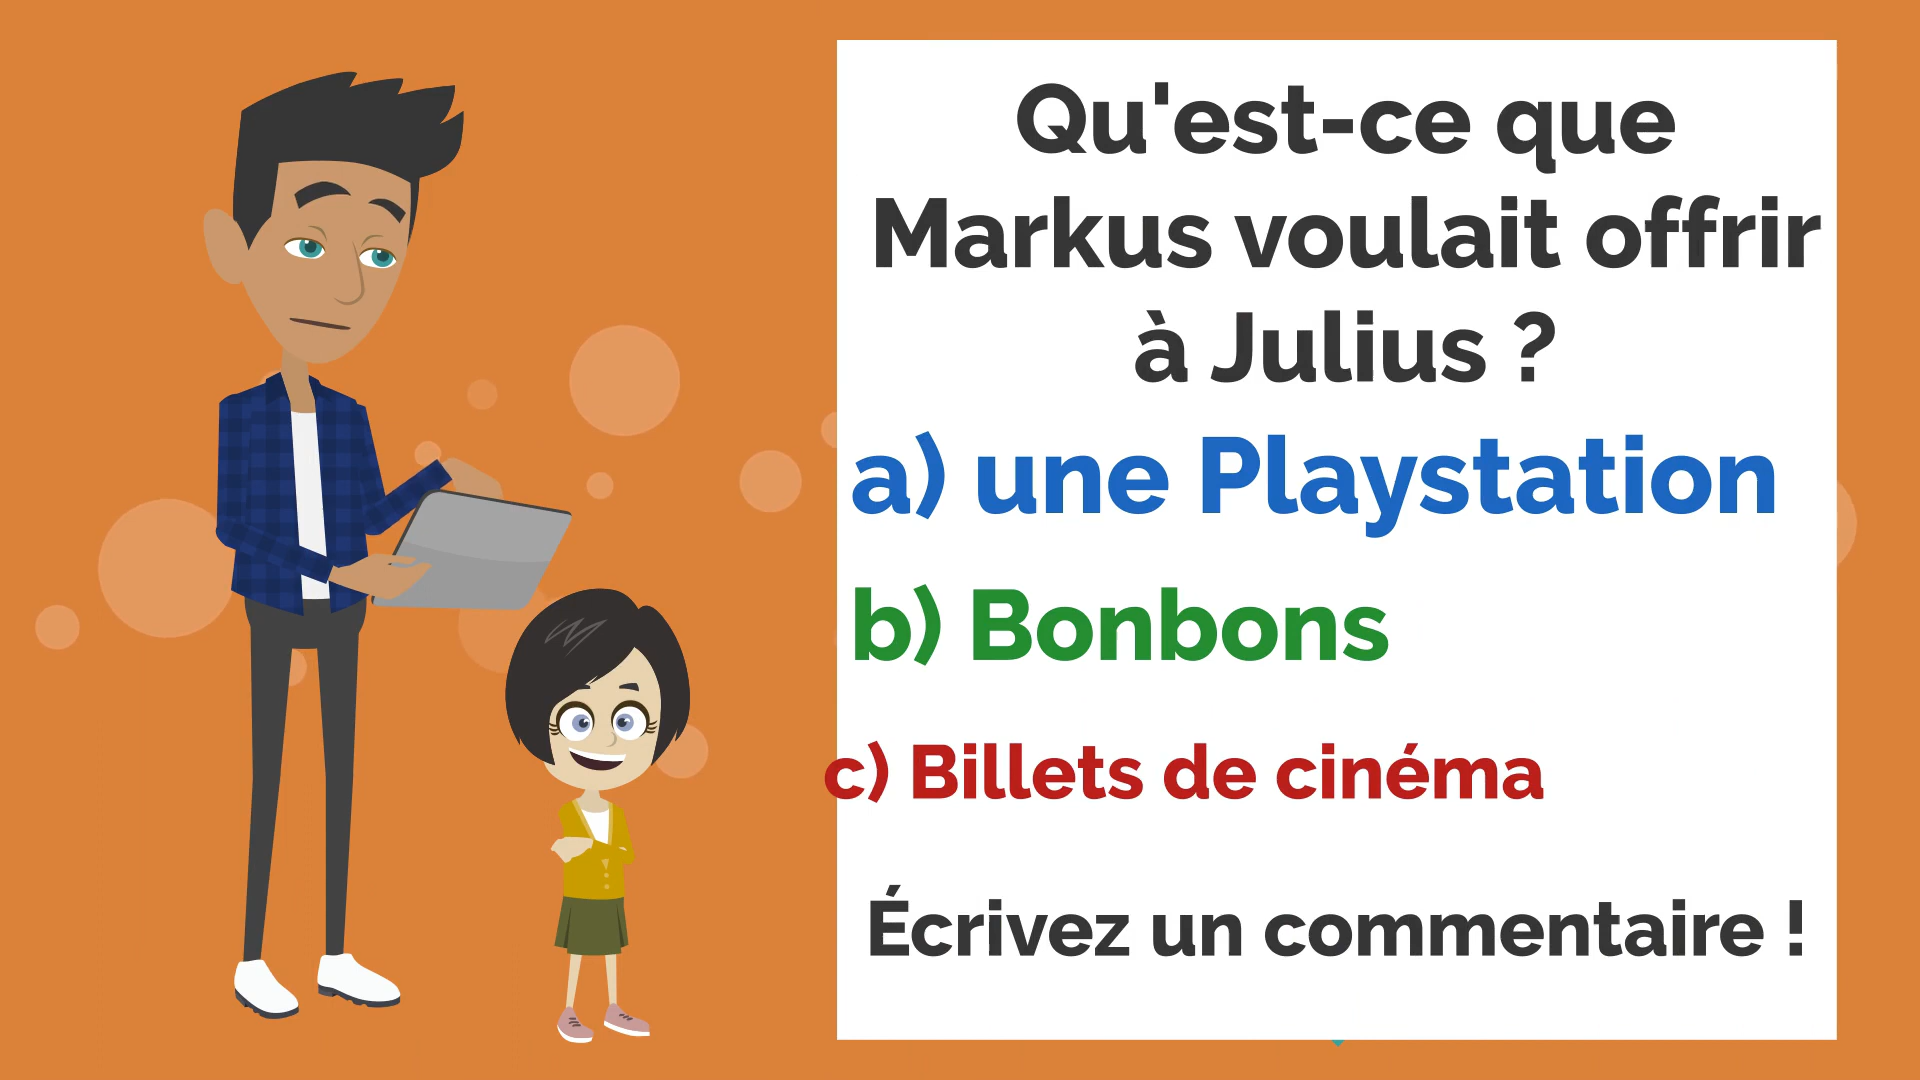 Qu'est-ce que
Markus voulait offrir
à Julius ?
a) une Playstation
b) Bonbons
c) Billets de cinéma
Écrivez un commentaire !